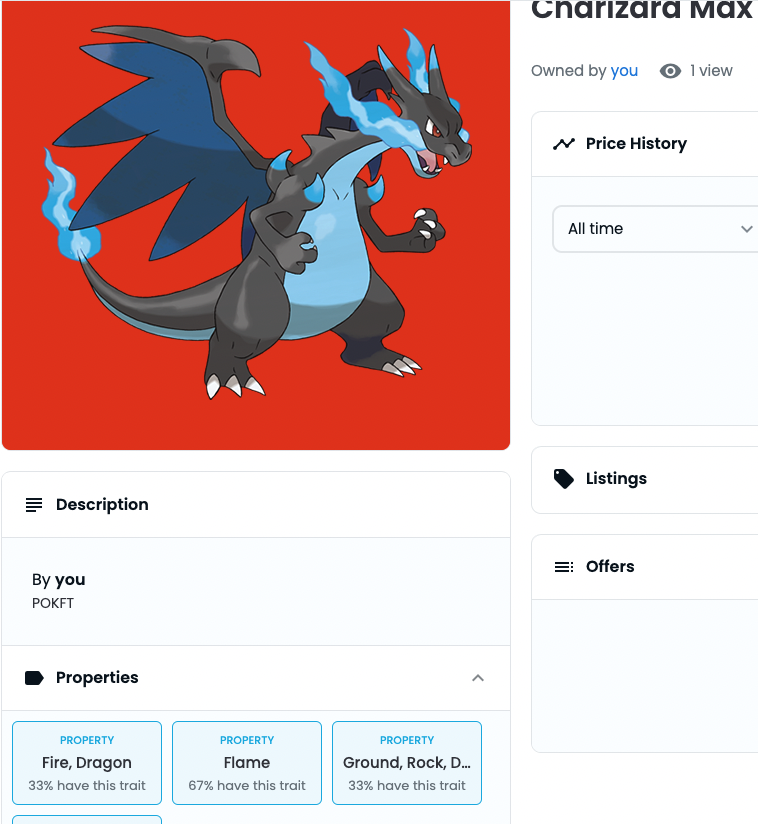 Charizard Max
Owned by you 1 view
Price History
All time
Listings
Offers
Description
By you
POKFT
Properties
PROPERTY
Fire, Dragon
33% have this trait
PROPERTY
Flame
67% have this trait
PROPERTY
Ground, Rock, D...
33% have this trait